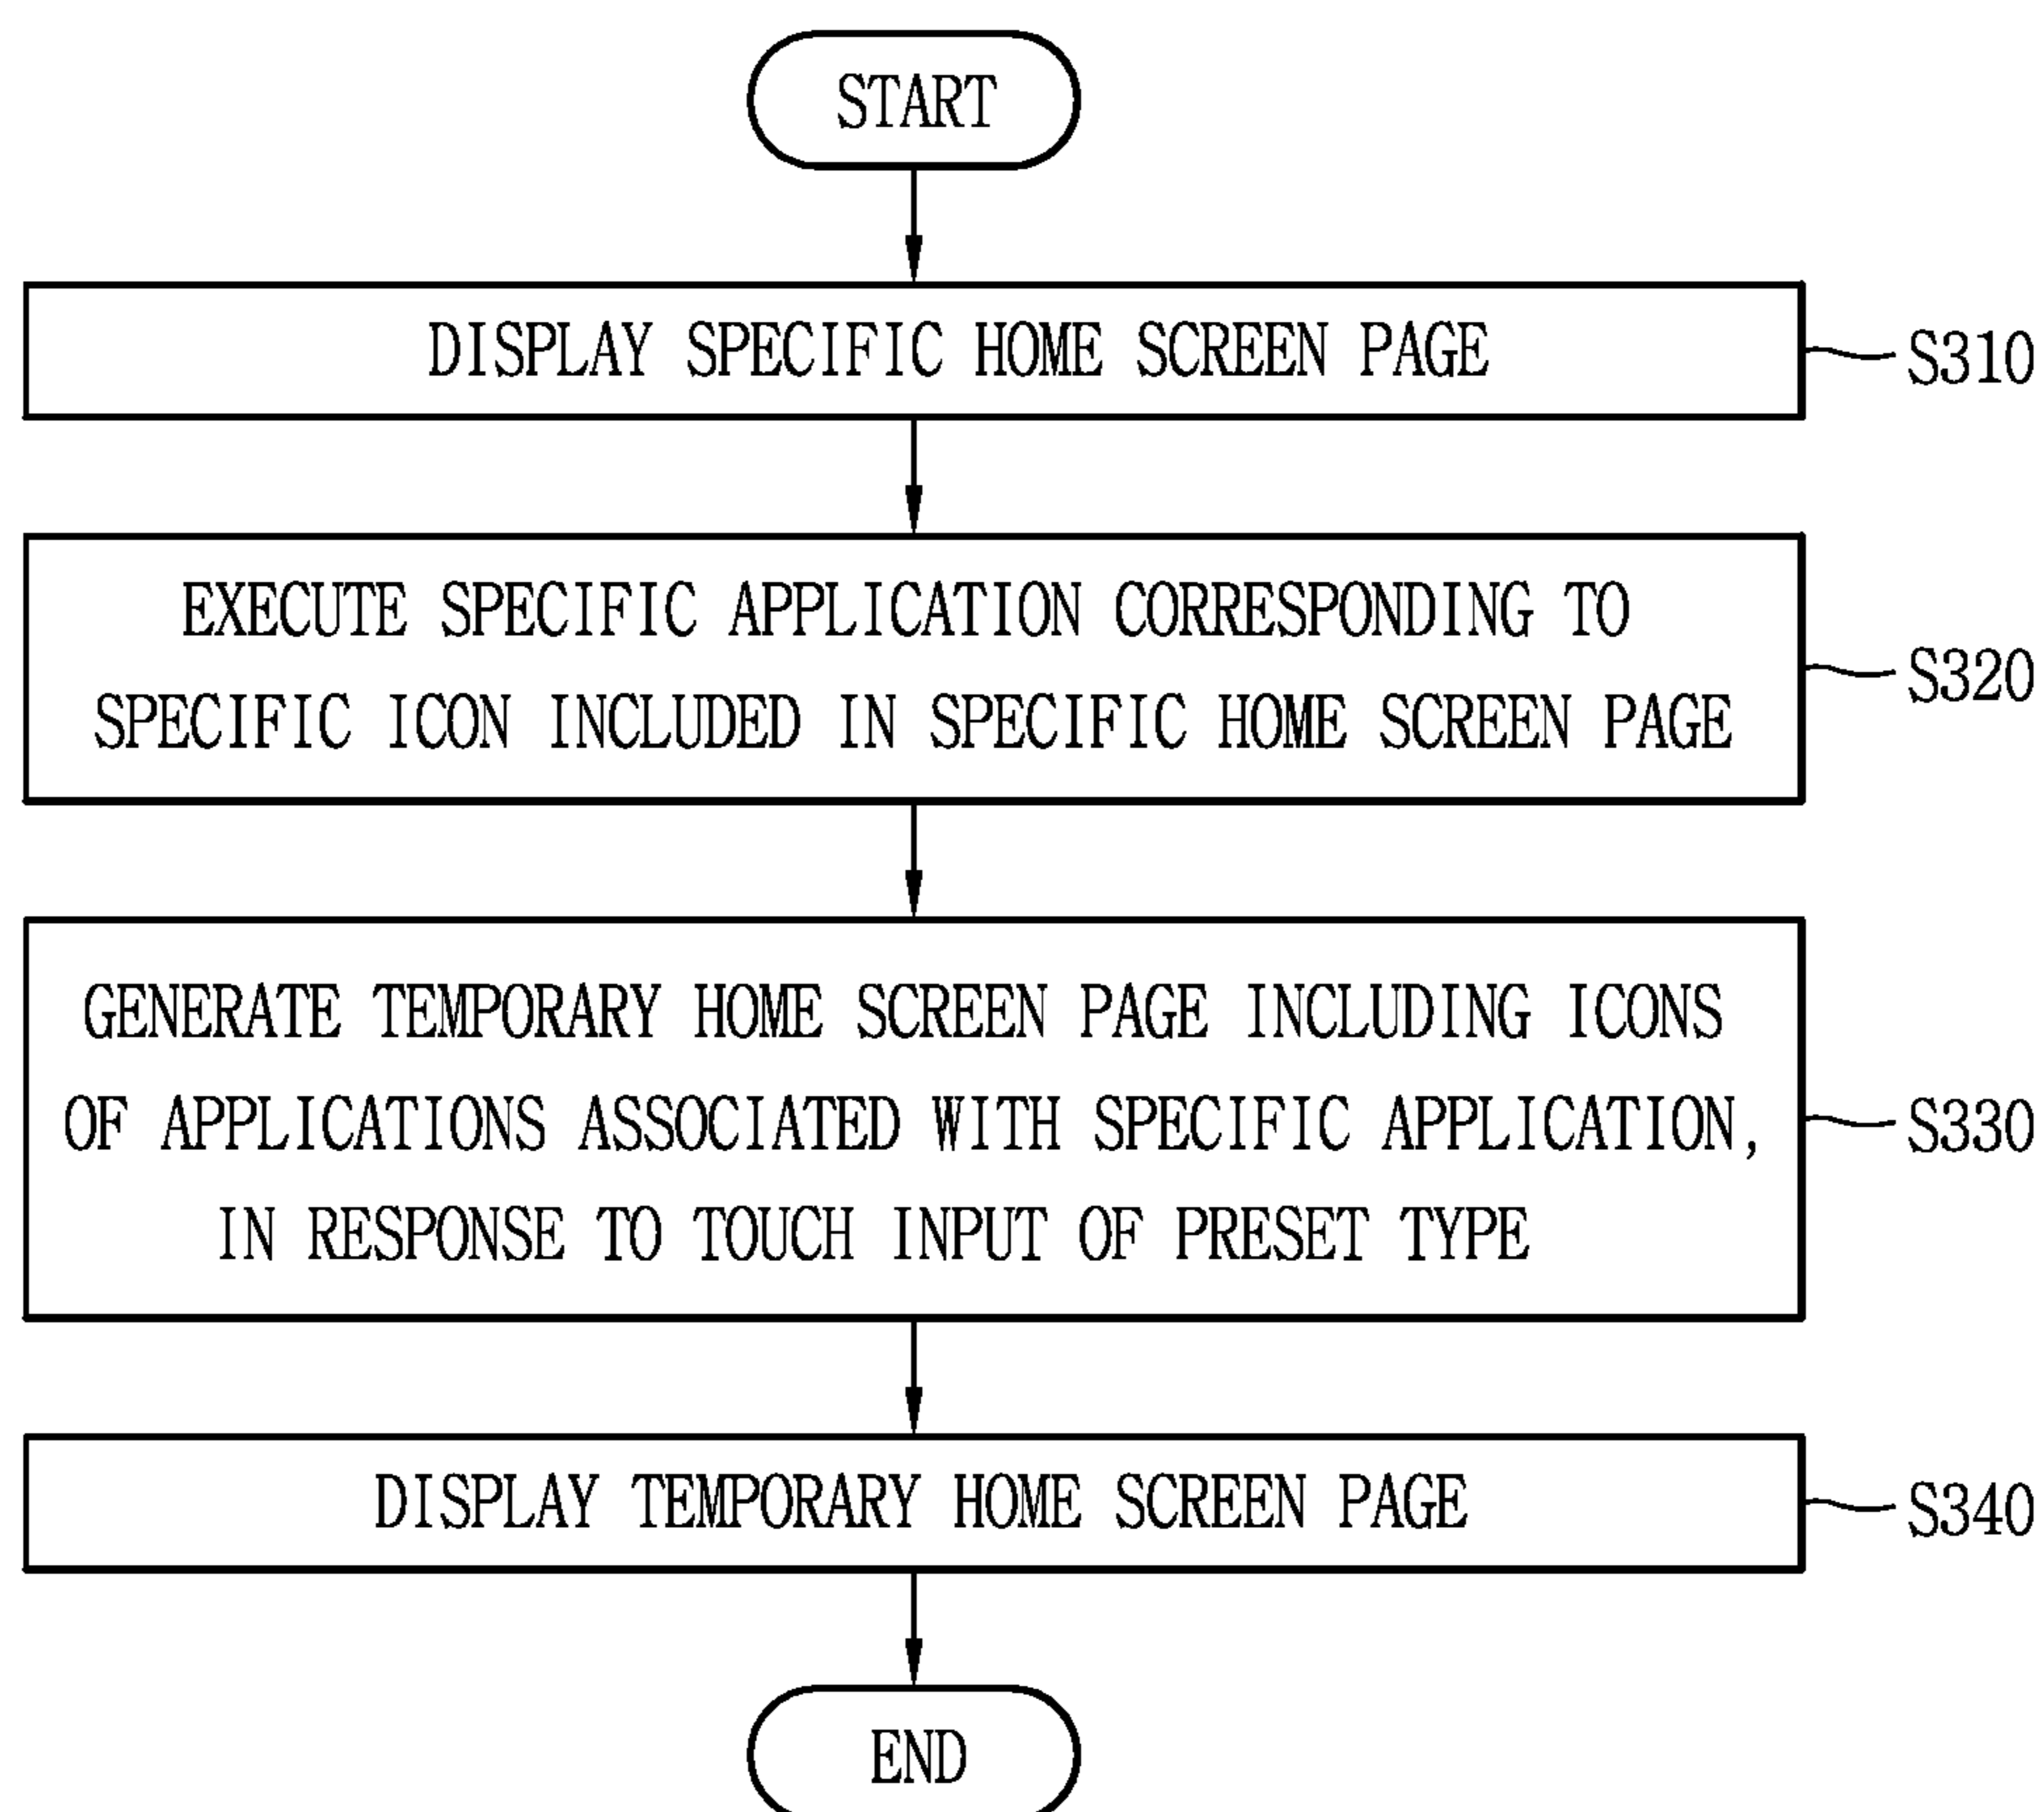 START
DISPLAY SPECIFIC HOME SCREEN PAGE
S310
EXECUTE SPECIFIC APPLICATION CORRESPONDING TO
SPECIFIC ICON INCLUDED IN SPECIFIC HOME SCREEN PAGE
S320
GENERATE TEMPORARY HOME SCREEN PAGE INCLUDING ICONS
OF APPLICATIONS ASSOCIATED WITH SPECIFIC APPLICATION,
IN RESPONSE TO TOUCH INPUT OF PRESET TYPE
S330
DISPLAY TEMPORARY HOME SCREEN PAGE
S340
END